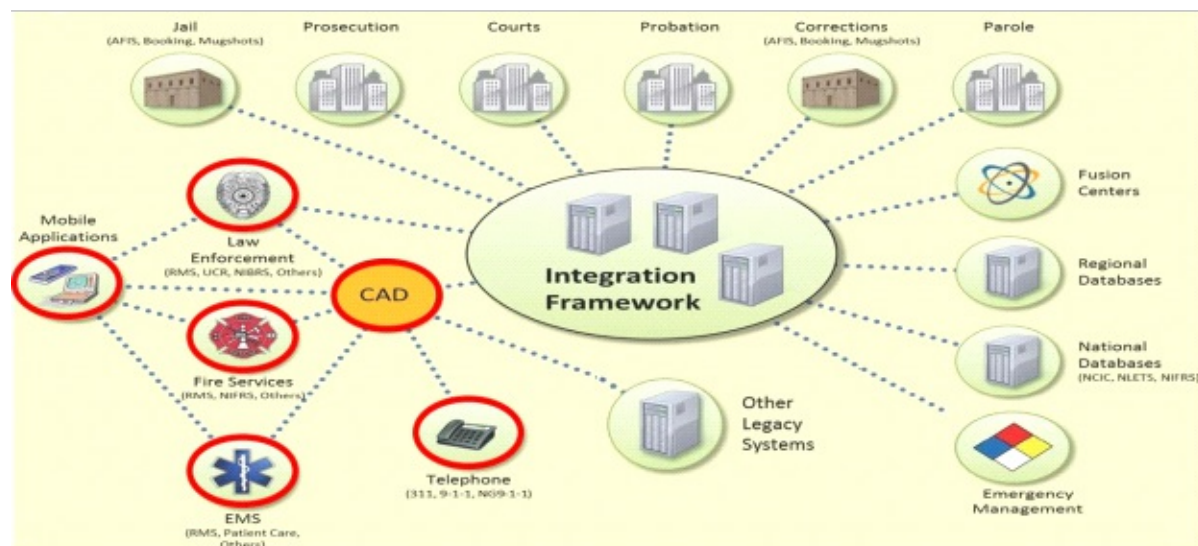 Jail
(AFIS, Booking, Mugshots)
Prosecution
Courts
Probation
Corrections
(AFIS, Booking, Mugshots)
Parole
Fusion
Centers
Mobile
Applications
Law
Enforcement
(RMS, UCR, NIBRS, Others)
CAD
Integration
Framework
Regional
Databases
National
Databases
(NCIC, NLETS, NIFRS)
Fire Services
(RMS, NIFRS, Others)
Other
Legacy
Systems
Telephone
(311, 9-1-1, NG9-1-1)
Emergency
Management
EMS
(RMS, Patient Care,
Others)